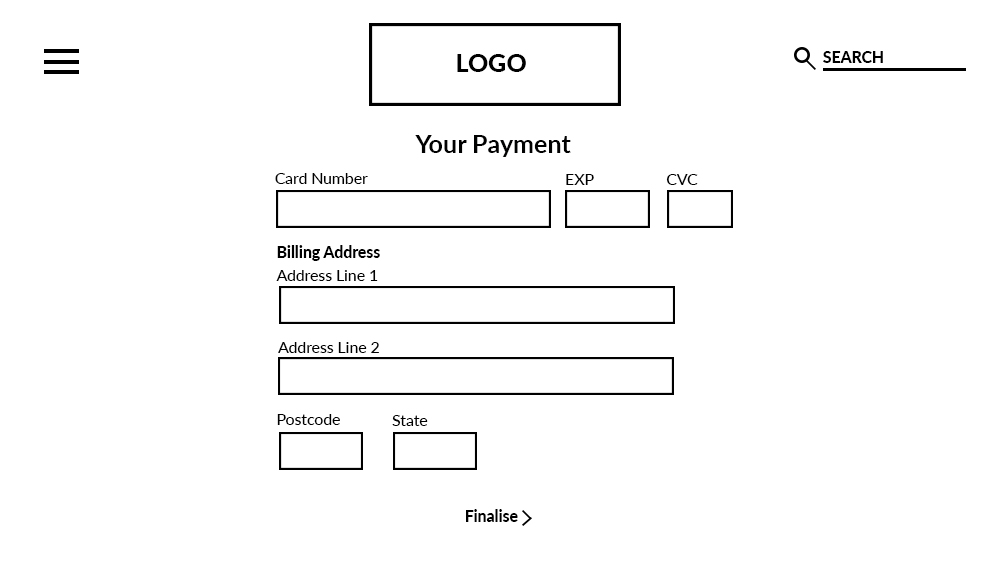 LOGO
SEARCH
Your Payment
Card Number
EXP
CVC
Billing Address
Address Line 1
Address Line 2
Postcode
State
Finalise